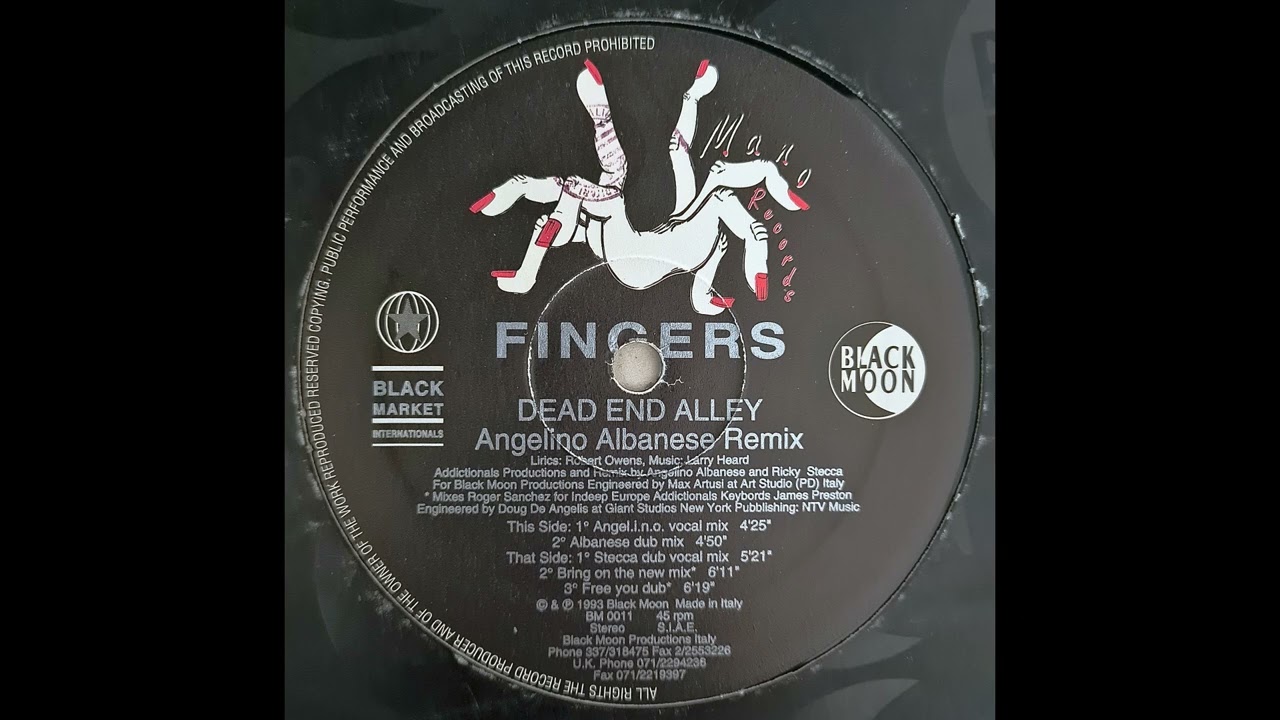 ALL RIGHTS THE RECORD PRODUCER AND OF THE OWNER OF THE WORK REPRODUCED RESERVED COPYING, PUBLIC PERFORMANCE AND BROADCASTING OF THIS RECORD PROHIBITED
Mano
Records
FINGERS
BLACK
MARKET
INTERNATIONALS
BLACK
MOON
DEAD END ALLEY
Angelino Albanese Remix
Lirics: Robert Owens, Music: Larry Heard
Addictionals Productions and Remix by Angelino Albanese and Ricky Stecca
For Black Moon Productions Engineered by Max Artusi at Art Studio (PD) Italy
* Mixes Roger Sanchez for Indeep Europe Addictionals Keybords James Preston
Engineered by Doug De Angelis at Giant Studios New York Pubblishing: NTV Music
This Side: 1° Angel.i.n.o. vocal mix 4'25"
2° Albanese dub mix 4'50"
That Side: 1° Stecca dub vocal mix 5'21"
2° Bring on the new mix* 6'11"
3° Free you dub* 6'19"
© & ℗ 1993 Black Moon Made in Italy
BM 0011 45 rpm
Stereo S.I.A.E.
Black Moon Productions Italy
Phone 337/318475 Fax 2/2553226
U.K. Phone 071/2294236
Fax 071/2219397